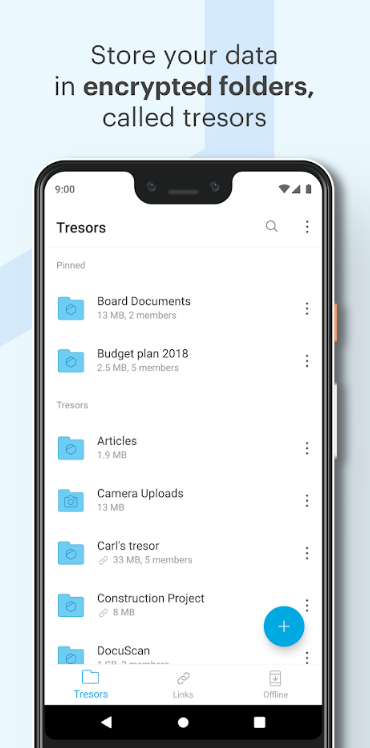 Store your data
in encrypted folders,
called tresors
9:00
Tresors
Pinned
Board Documents
13 MB, 2 members
Budget plan 2018
2.5 MB, 5 members
Tresors
Articles
1.9 MB
Camera Uploads
13 MB
Carl's tresor
33 MB, 5 members
Construction Project
8 MB
DocuScan
Tresors
Links
Offline